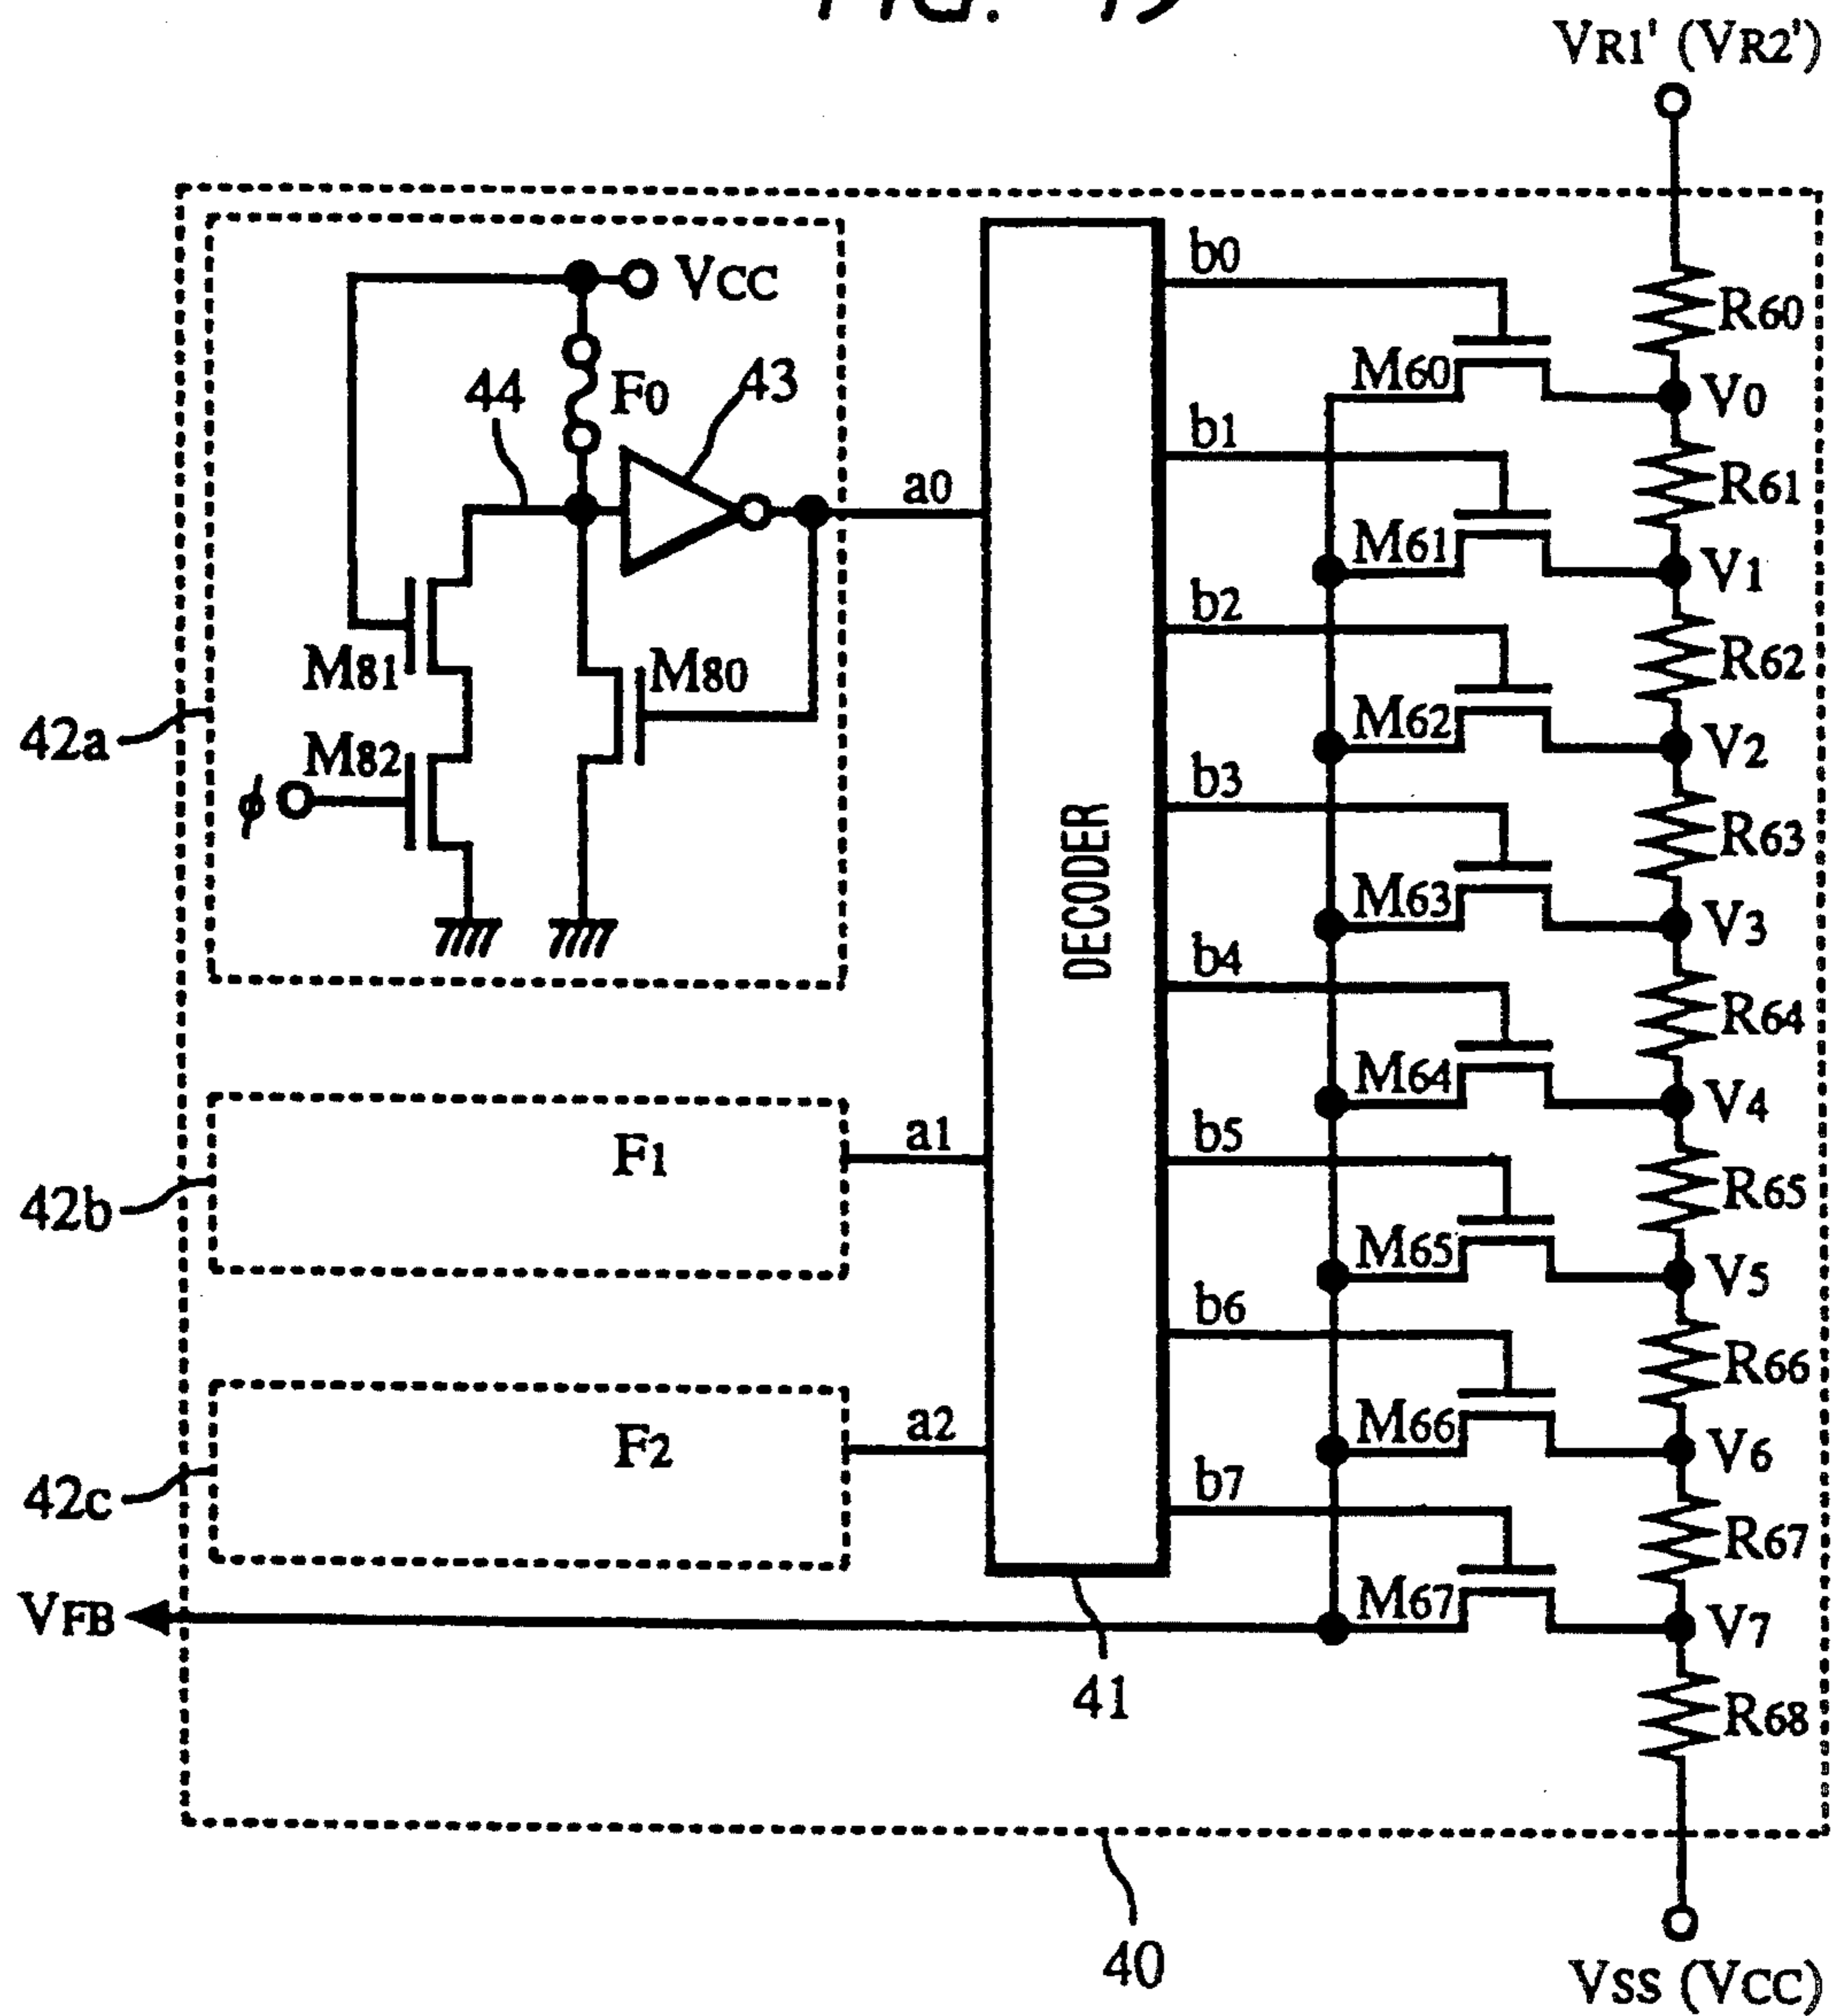 FIG. 15
VR1' (VR2')
VCC
b0
R60
F0
43
44
M60
V0
b1
a0
R61
M61
V1
b2
M81
M80
R62
42a
M82
M62
V2
b3
ϕ
DECODER
R63
M63
V3
b4
R64
M64
V4
F1
a1
b5
42b
R65
M65
V5
b6
R66
F2
a2
M66
V6
42c
b7
R67
VFB
M67
V7
41
R68
40
VSS (VCC)